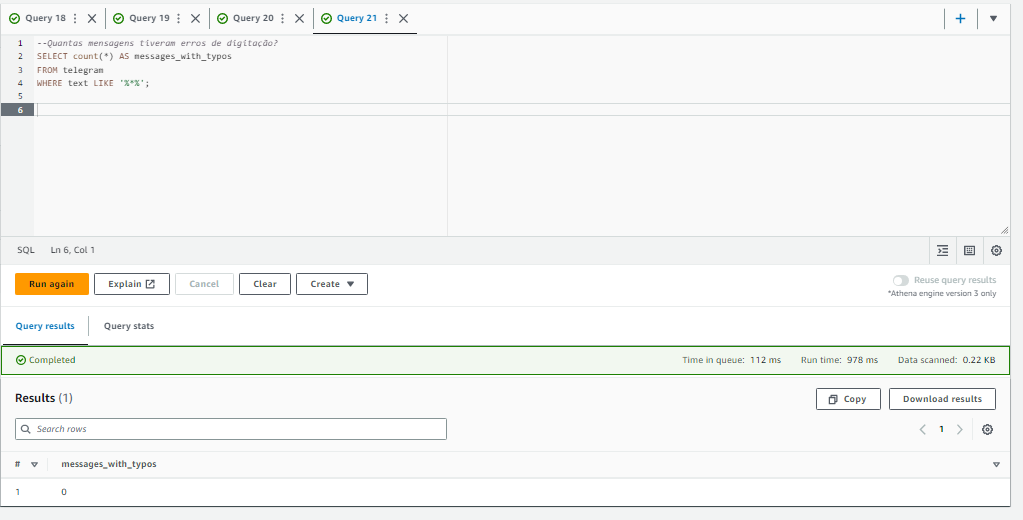 Query 18 Query 19 Query 20 Query 21
1 --Quantas mensagens tiveram erros de digitação?
2 SELECT count(*) AS messages_with_typos
3 FROM telegram
4 WHERE text LIKE '%*%';
5
6
SQL Ln 6, Col 1
Run again Explain Cancel Clear Create Reuse query results
*Athena engine version 3 only
Query results Query stats
Completed Time in queue: 112 ms Run time: 978 ms Data scanned: 0.22 KB
Results (1) Copy Download results
Search rows 1
# messages_with_typos
1 0